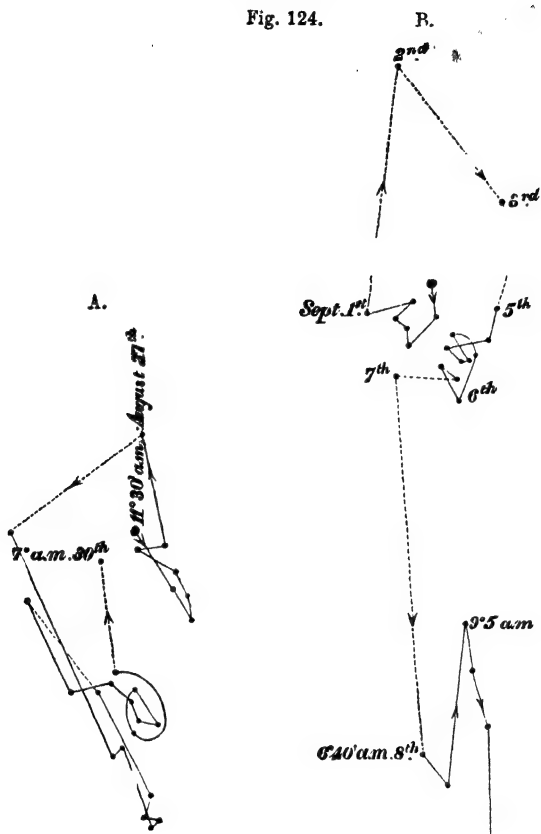 Fig. 124.
B.
2nd
3rd
A.
Sept. 1st.
5th
11°30' a.m. August 27th
7th
6th
7° a.m. 30th
9°5 a.m
6°40' a.m. 8th.